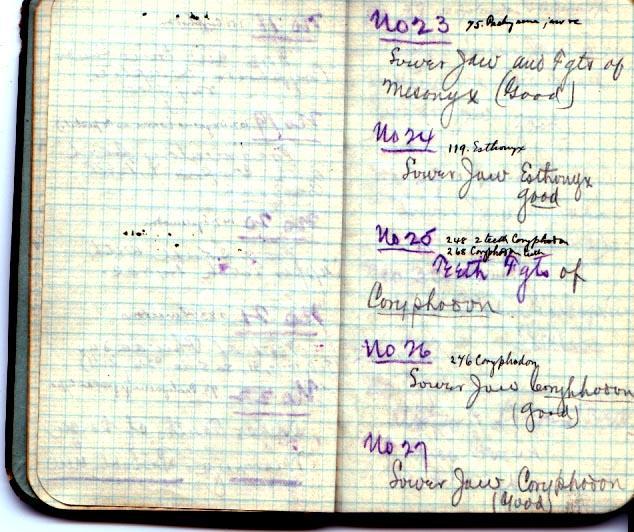 No 23 75. Pachyaena jaw etc
Lower Jaw and Fgts of
Mesonyx (Good)
No 24 119. Esthonyx
Lower Jaw Esthonyx
good
No 25 248 2 teeth Coryphodon
268 Coryphodon teeth
Teeth Fgts of
Coryphodon
No 26 276 Coryphodon
Lower Jaw Coryphodon
(Good)
No 27
Lower Jaw Coryphodon
(Good)